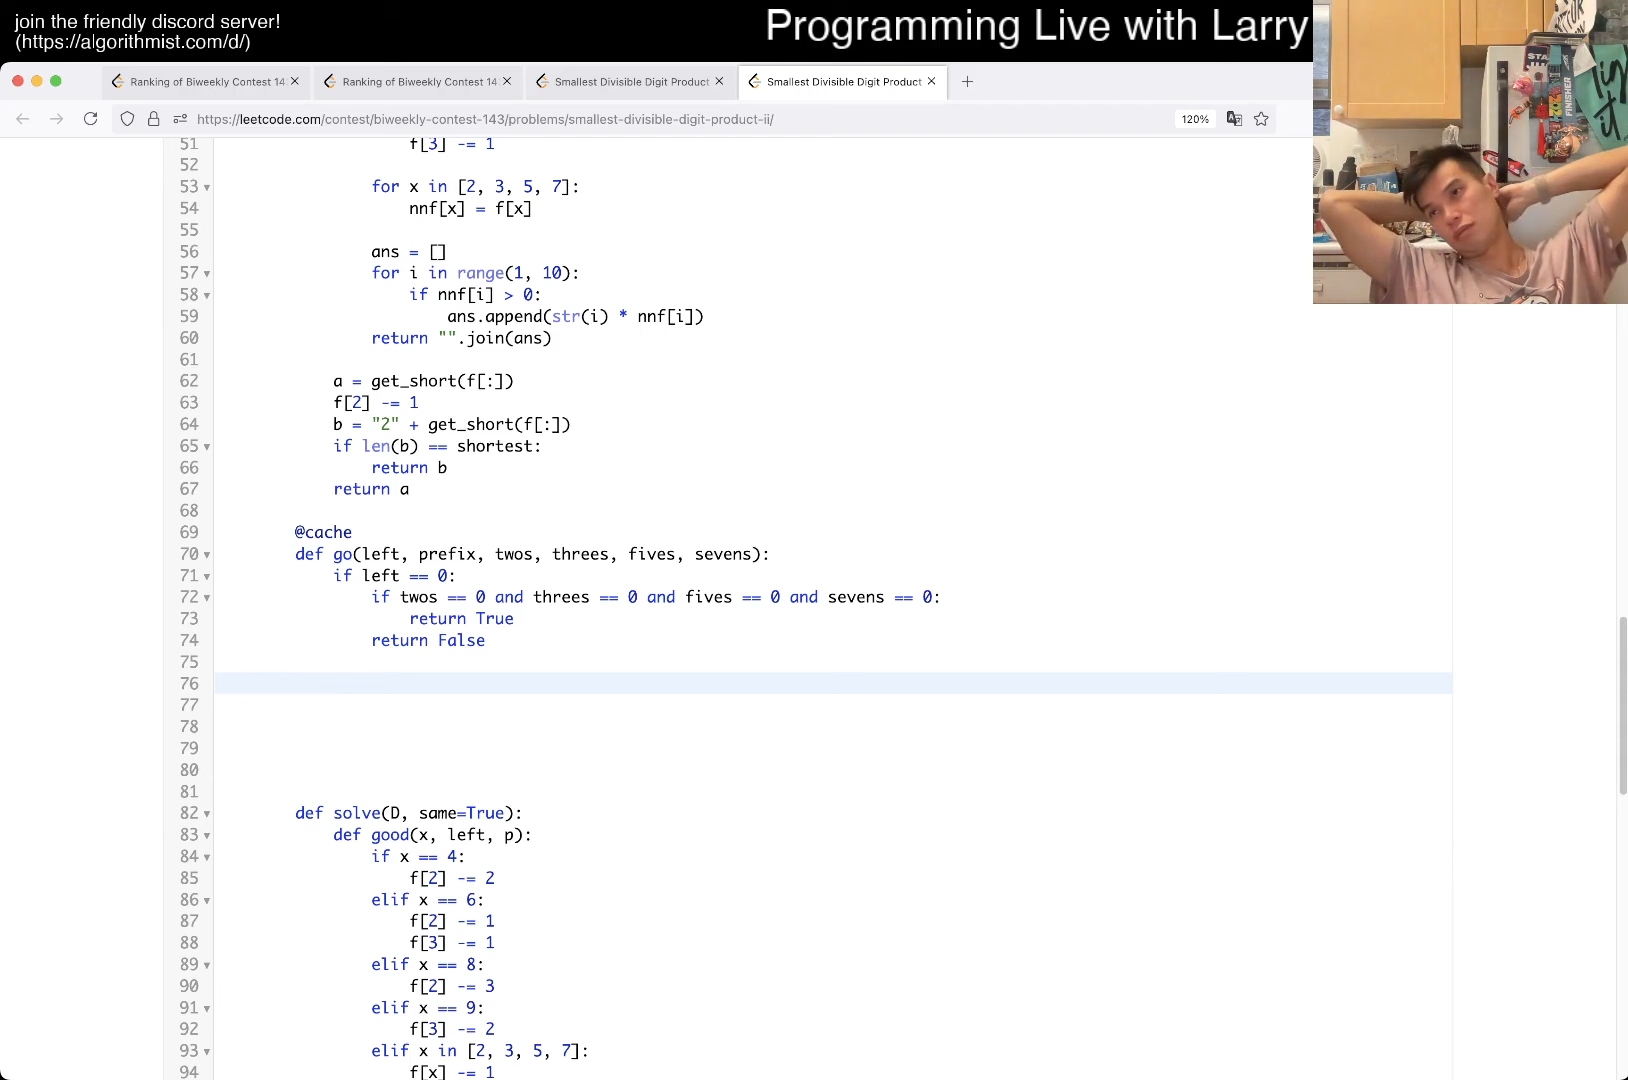 join the friendly discord server!
(https://algorithmist.com/d/)
Programming Live with Larry
Ranking of Biweekly Contest 14
Ranking of Biweekly Contest 14
Smallest Divisible Digit Product
Smallest Divisible Digit Product
https://leetcode.com/contest/biweekly-contest-143/problems/smallest-divisible-digit-product-ii/
120%
51 f[3] -= 1
52
53 for x in [2, 3, 5, 7]:
54 nnf[x] = f[x]
55
56 ans = []
57 for i in range(1, 10):
58 if nnf[i] > 0:
59 ans.append(str(i) * nnf[i])
60 return "".join(ans)
61
62 a = get_short(f[:])
63 f[2] -= 1
64 b = "2" + get_short(f[:])
65 if len(b) == shortest:
66 return b
67 return a
68
69 @cache
70 def go(left, prefix, twos, threes, fives, sevens):
71 if left == 0:
72 if twos == 0 and threes == 0 and fives == 0 and sevens == 0:
73 return True
74 return False
75
76
77
78
79
80
81
82 def solve(D, same=True):
83 def good(x, left, p):
84 if x == 4:
85 f[2] -= 2
86 elif x == 6:
87 f[2] -= 1
88 f[3] -= 1
89 elif x == 8:
90 f[2] -= 3
91 elif x == 9:
92 f[3] -= 2
93 elif x in [2, 3, 5, 7]:
94 f[x] -= 1